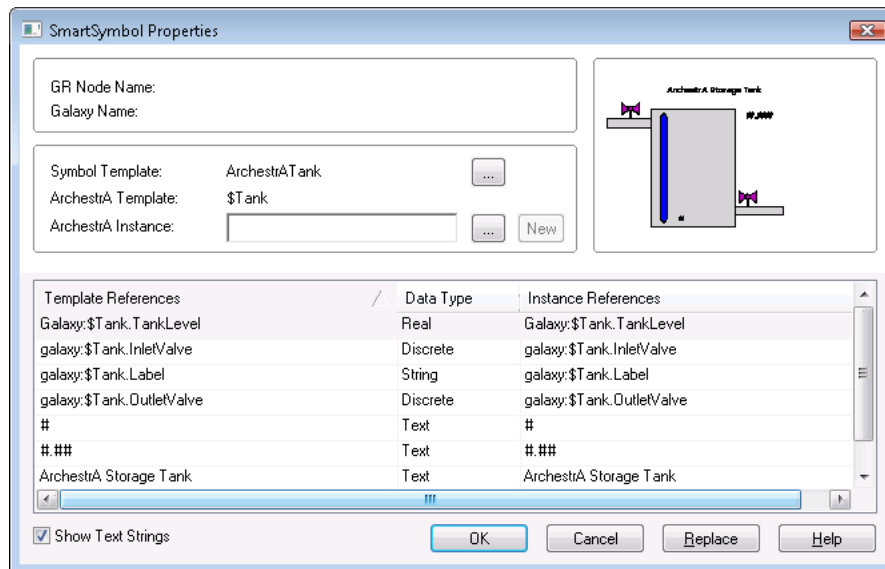 SmartSymbol Properties
GR Node Name:
Galaxy Name:
ArchestrA Storage Tank
#.###
#
Symbol Template: ArchestrATank ...
ArchestrA Template: $Tank
ArchestrA Instance: ... New
Template References Data Type Instance References
Galaxy:$Tank.TankLevel Real Galaxy:$Tank.TankLevel
galaxy:$Tank.InletValve Discrete galaxy:$Tank.InletValve
galaxy:$Tank.Label String galaxy:$Tank.Label
galaxy:$Tank.OutletValve Discrete galaxy:$Tank.OutletValve
# Text #
#.## Text #.##
ArchestrA Storage Tank Text ArchestrA Storage Tank
Show Text Strings OK Cancel Replace Help